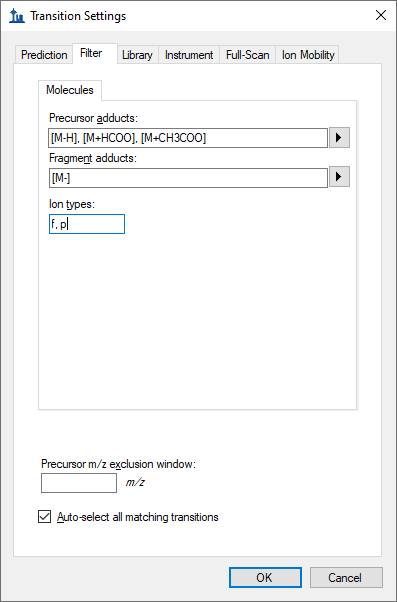 Transition Settings
Prediction Filter Library Instrument Full-Scan Ion Mobility
Molecules
Precursor adducts:
[M-H], [M+HCOO], [M+CH3COO]
Fragment adducts:
[M-]
Ion types:
f, p
Precursor m/z exclusion window:
m/z
Auto-select all matching transitions
OK Cancel